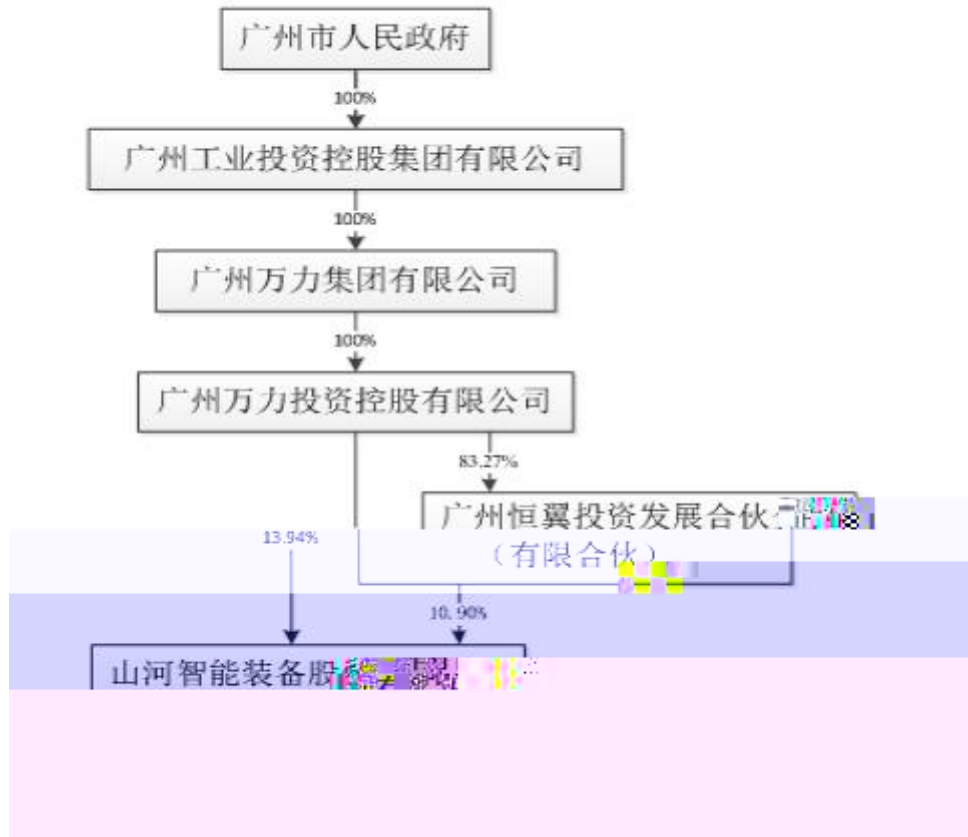 广州市人民政府
100%
广州工业投资控股集团有限公司
100%
广州万力集团有限公司
100%
广州万力投资控股有限公司
83.27%
广州恒翼投资发展合伙
（有限合伙）
13.94%
10.90%
山河智能装备股